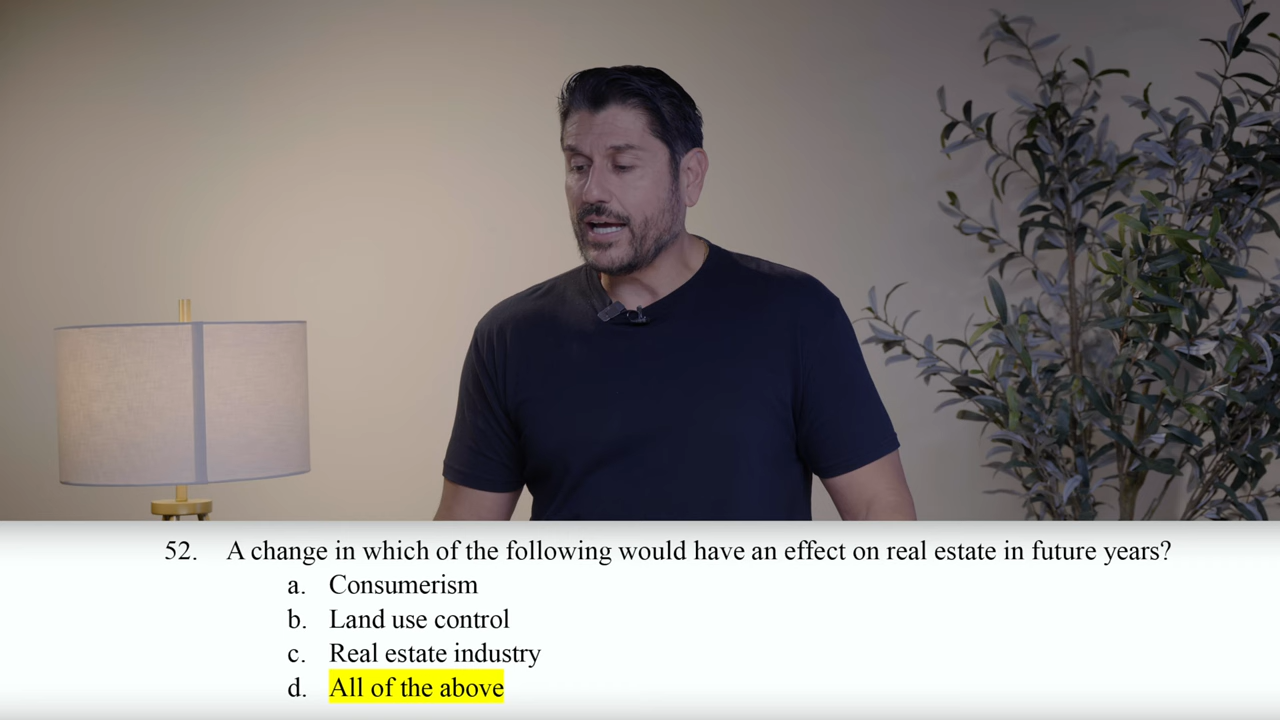 52. A change in which of the following would have an effect on real estate in future years?
a. Consumerism
b. Land use control
c. Real estate industry
d. All of the above